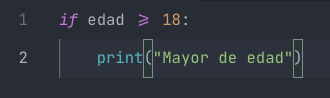 1 if edad >= 18:
2 print("Mayor de edad")